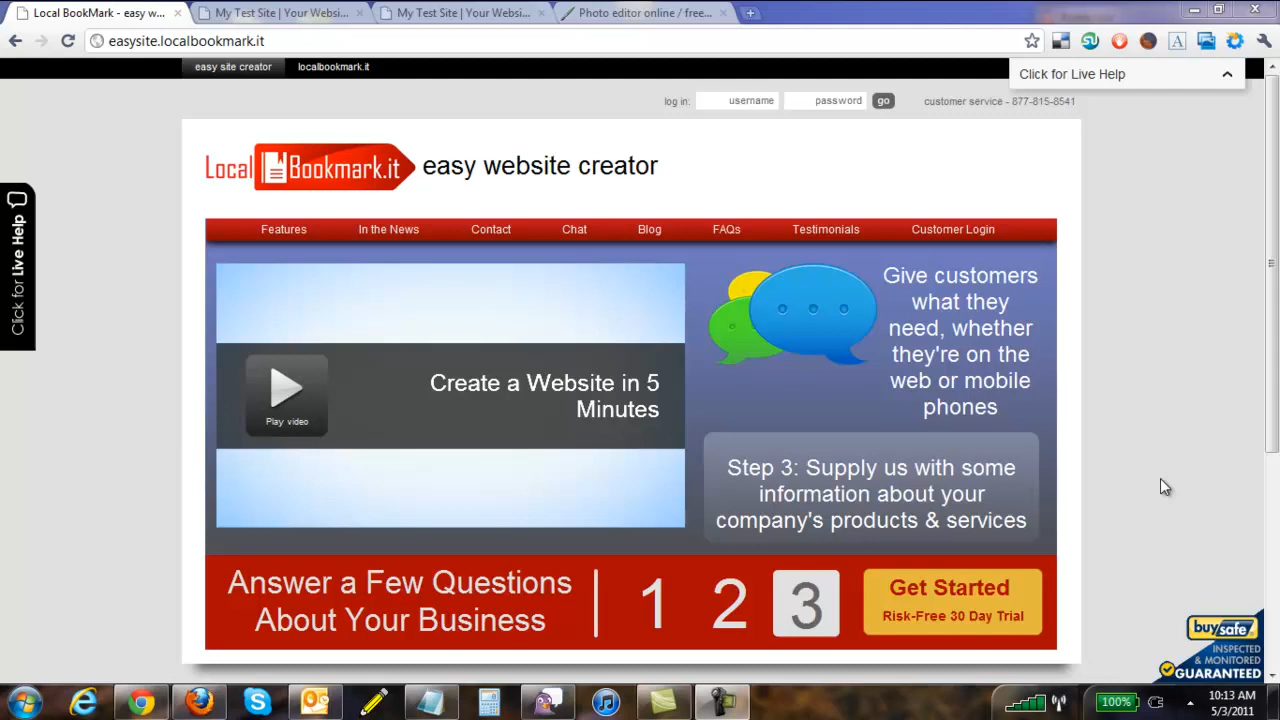 Local BookMark - easy w...
My Test Site | Your Websi...
My Test Site | Your Websi...
Photo editor online / free...
easysite.localbookmark.it
easy site creator
localbookmark.it
Click for Live Help
log in:
username
password
go
customer service - 877-815-8541
Local Bookmark.it
easy website creator
Click for Live Help
Features
In the News
Contact
Chat
Blog
FAQs
Testimonials
Customer Login
Play video
Create a Website in 5
Minutes
Give customers
what they
need, whether
they're on the
web or mobile
phones
Step 3: Supply us with some
information about your
company's products & services
Answer a Few Questions
About Your Business
1
2
3
Get Started
Risk-Free 30 Day Trial
buySafe
INSPECTED
& MONITORED
GUARANTEED
100%
10:13 AM
5/3/2011